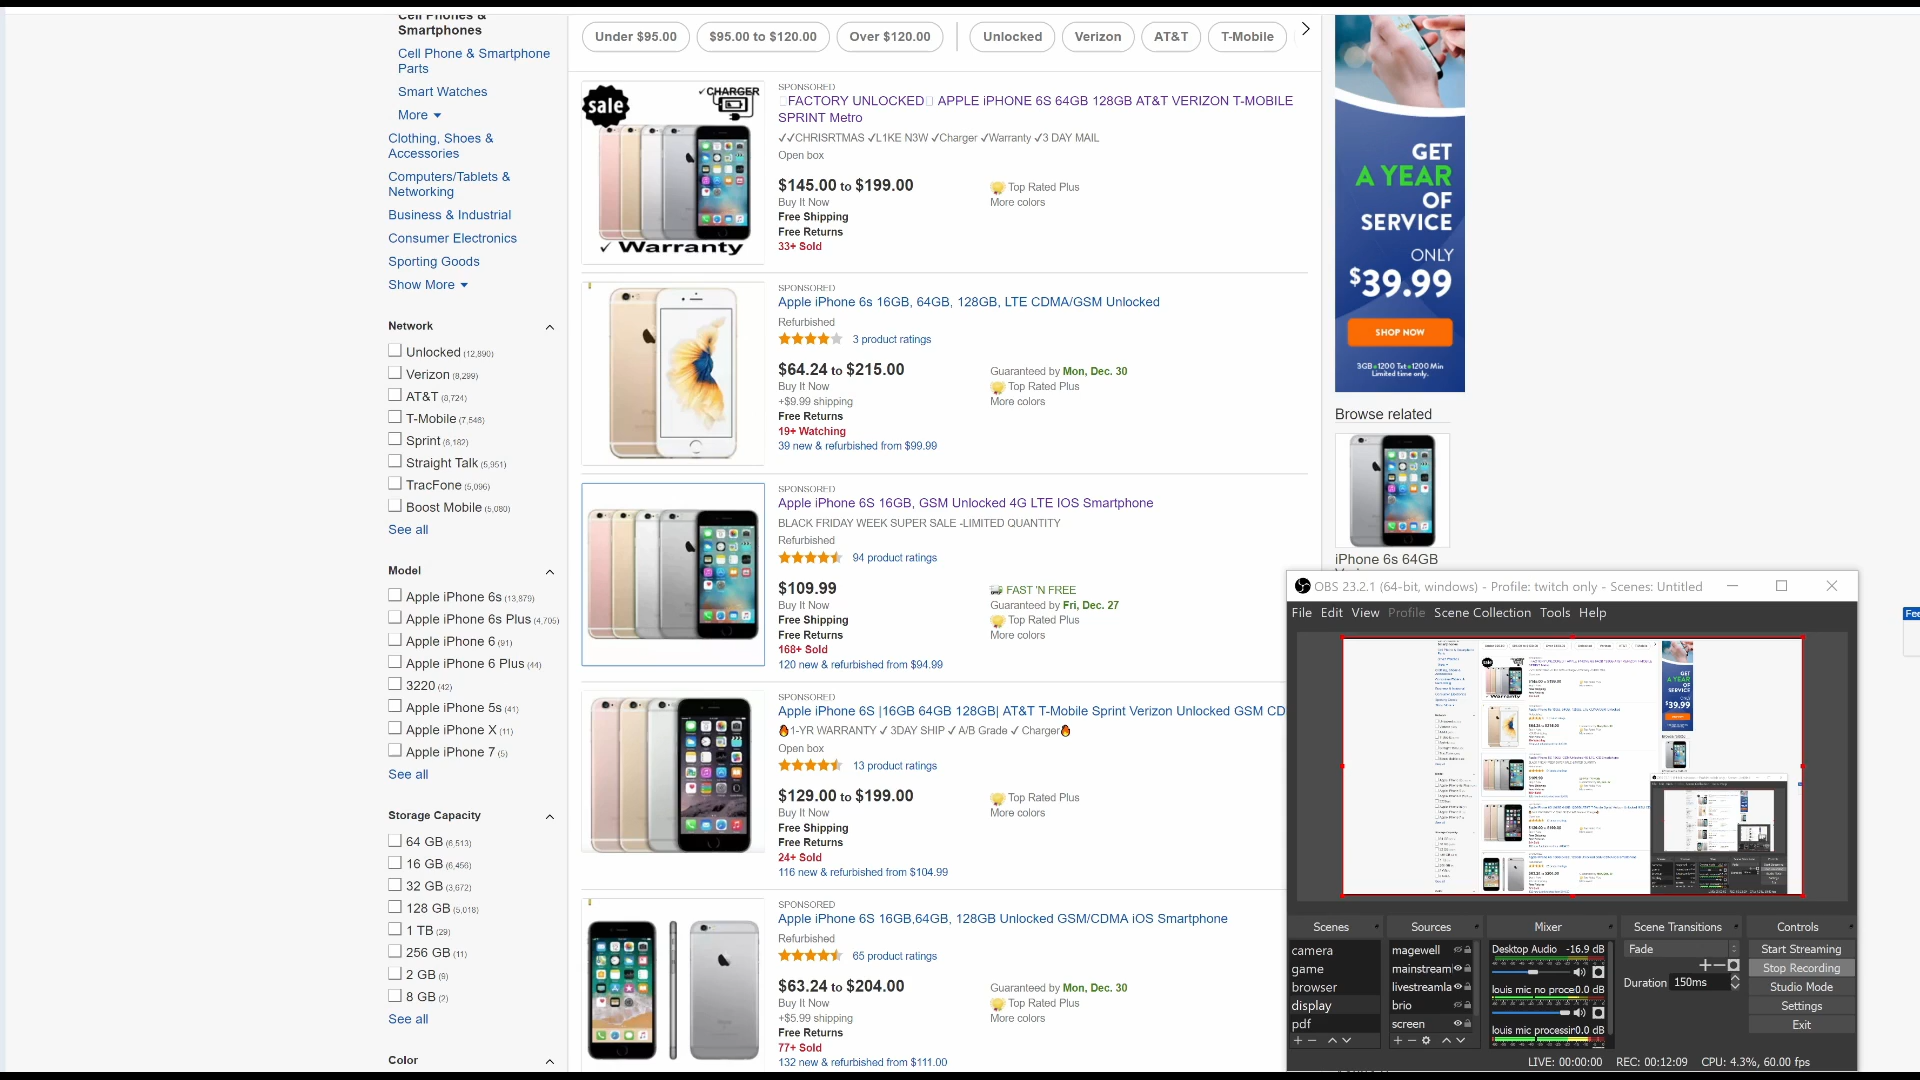 Cell Phones &
Smartphones
Cell Phone & Smartphone
Parts
Smart Watches
More
Clothing, Shoes &
Accessories
Computers/Tablets &
Networking
Business & Industrial
Consumer Electronics
Sporting Goods
Show More
Network
Unlocked (12,890)
Verizon (8,299)
AT&T (8,724)
T-Mobile (7,546)
Sprint (6,182)
Straight Talk (5,951)
TracFone (5,096)
Boost Mobile (5,080)
See all
Model
Apple iPhone 6s (13,879)
Apple iPhone 6s Plus (4,705)
Apple iPhone 6 (91)
Apple iPhone 6 Plus (44)
3220 (42)
Apple iPhone 5s (41)
Apple iPhone X (11)
Apple iPhone 7 (5)
See all
Storage Capacity
64 GB (6,513)
16 GB (6,456)
32 GB (3,672)
128 GB (5,018)
1 TB (29)
256 GB (11)
2 GB (9)
8 GB (2)
See all
Color
Under $95.00
$95.00 to $120.00
Over $120.00
Unlocked
Verizon
AT&T
T-Mobile
sale
✓CHARGER
✓ Warranty
SPONSORED
FACTORY UNLOCKED APPLE iPHONE 6S 64GB 128GB AT&T VERIZON T-MOBILE
SPRINT Metro
✓✓CHRISRTMAS ✓L1KE N3W ✓Charger ✓Warranty ✓3 DAY MAIL
Open box
$145.00 to $199.00
Buy It Now
Free Shipping
Free Returns
33+ Sold
Top Rated Plus
More colors
SPONSORED
Apple iPhone 6s 16GB, 64GB, 128GB, LTE CDMA/GSM Unlocked
Refurbished
3 product ratings
$64.24 to $215.00
Buy It Now
+$9.99 shipping
Free Returns
19+ Watching
39 new & refurbished from $99.99
Guaranteed by Mon, Dec. 30
Top Rated Plus
More colors
SPONSORED
Apple iPhone 6S 16GB, GSM Unlocked 4G LTE IOS Smartphone
BLACK FRIDAY WEEK SUPER SALE -LIMITED QUANTITY
Refurbished
94 product ratings
$109.99
Buy It Now
Free Shipping
Free Returns
168+ Sold
120 new & refurbished from $94.99
FAST 'N FREE
Guaranteed by Fri, Dec. 27
Top Rated Plus
More colors
SPONSORED
Apple iPhone 6S |16GB 64GB 128GB| AT&T T-Mobile Sprint Verizon Unlocked GSM CD
🔥1-YR WARRANTY ✓ 3DAY SHIP ✓ A/B Grade ✓ Charger🔥
Open box
13 product ratings
$129.00 to $199.00
Buy It Now
Free Shipping
Free Returns
24+ Sold
116 new & refurbished from $104.99
Top Rated Plus
More colors
SPONSORED
Apple iPhone 6S 16GB,64GB, 128GB Unlocked GSM/CDMA iOS Smartphone
Refurbished
65 product ratings
$63.24 to $204.00
Buy It Now
+$5.99 shipping
Free Returns
77+ Sold
132 new & refurbished from $111.00
Guaranteed by Mon, Dec. 30
Top Rated Plus
More colors
GET
A YEAR
OF
SERVICE
ONLY
$39.99
SHOP NOW
3GB•1200 Txt•1200 Min
Limited time only.
Browse related
iPhone 6s 64GB
OBS 23.2.1 (64-bit, windows) - Profile: twitch only - Scenes: Untitled
File Edit View Profile Scene Collection Tools Help
Scenes
camera
game
browser
display
pdf
Sources
magewell
mainstream
livestreamla
brio
screen
Mixer
Desktop Audio -16.9 dB
louis mic no proce 0.0 dB
louis mic processin 0.0 dB
Scene Transitions
Fade
Duration 150ms
Controls
Start Streaming
Stop Recording
Studio Mode
Settings
Exit
LIVE: 00:00:00 REC: 00:12:09 CPU: 4.3%, 60.00 fps